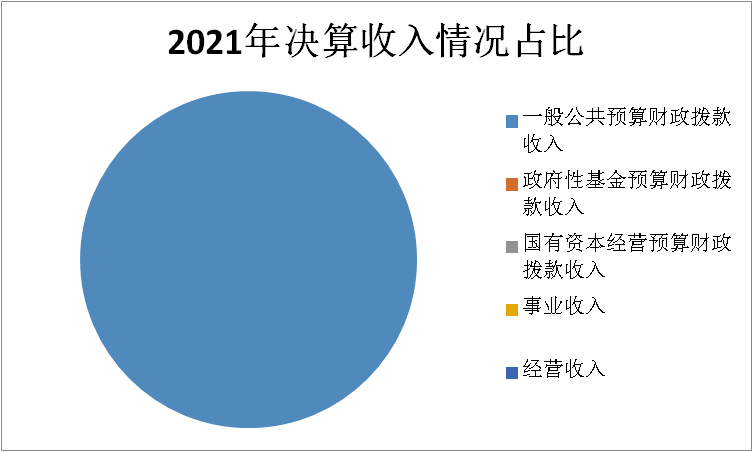 2021年决算收入情况占比
一般公共预算财政拨款
收入
政府性基金预算财政拨
款收入
国有资本经营预算财政
拨款收入
事业收入
经营收入